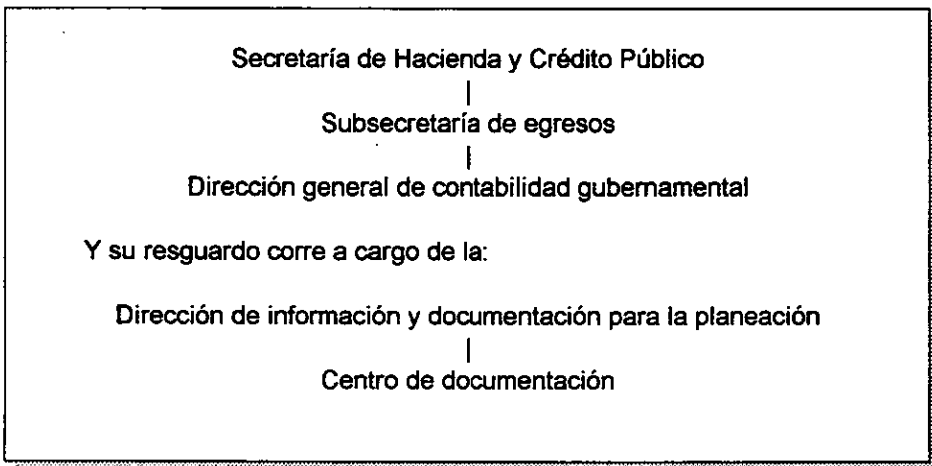 Secretaría de Hacienda y Crédito Público
Subsecretaría de egresos
Dirección general de contabilidad gubernamental
Y su resguardo corre a cargo de la:
Dirección de información y documentación para la planeación
Centro de documentación